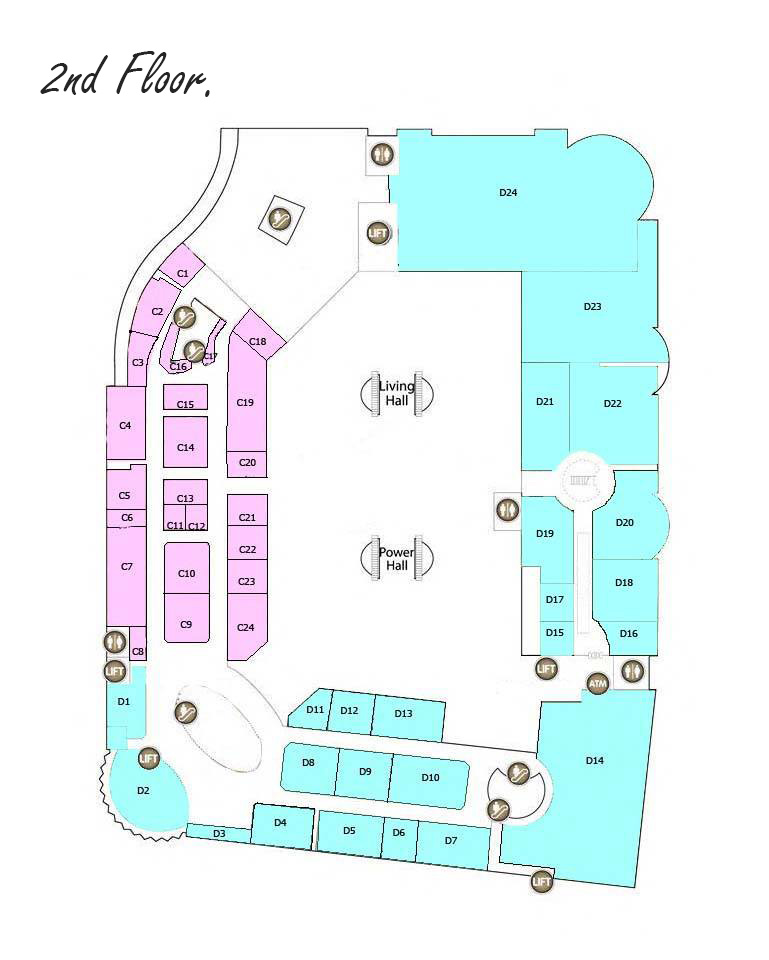 2nd Floor.
D24
LIFT
C1
D23
C2
C18
C17
C3
C16
Living
Hall
C15
C19
D21
D22
C4
C14
C20
C5
C13
C6
C11
C12
C21
D20
D19
C22
Power
Hall
C7
C10
C23
D18
D17
C9
C24
D15
D16
C8
LIFT
LIFT
ATM
D1
D11
D12
D13
LIFT
D8
D9
D10
D14
D2
D3
D4
D5
D6
D7
LIFT